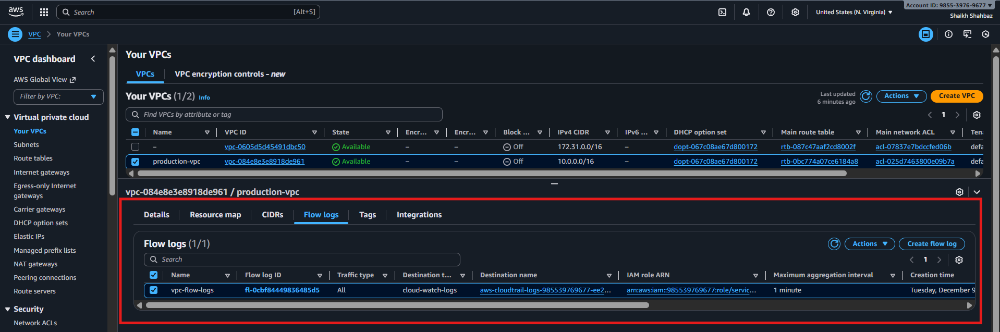 aws Search [Alt+S] United States (N. Virginia) ▼ Account ID: 9855-3976-9677 ▼
Shaikh Shahbaz
VPC > Your VPCs
VPC dashboard
AWS Global View
Filter by VPC:
Virtual private cloud
Your VPCs
Subnets
Route tables
Internet gateways
Egress-only Internet
gateways
Carrier gateways
DHCP option sets
Elastic IPs
Managed prefix lists
NAT gateways
Peering connections
Route servers
Security
Network ACLs
Your VPCs
VPCs VPC encryption controls - new
Your VPCs (1/2) Info
Last updated
6 minutes ago
Actions Create VPC
Find VPCs by attribute or tag
1
Name VPC ID State Encr... Encr... Block ... IPv4 CIDR IPv6 ... DHCP option set Main route table Main network ACL Tena
– vpc-0605d5d45491dbc50 Available – – Off 172.31.0.0/16 – dopt-067c08ae67d800172 rtb-087c47aaf2cd8002f acl-07837e7bdccfed06b defa
production-vpc vpc-084e8e3e8918de961 Available – – Off 10.0.0.0/16 – dopt-067c08ae67d800172 rtb-0bc774a07ce6184a8 acl-025d7463800e09b7a defa
vpc-084e8e3e8918de961 / production-vpc
Details Resource map CIDRs Flow logs Tags Integrations
Flow logs (1/1)
Actions Create flow log
Search
1
Name Flow log ID Traffic type Destination t... Destination name IAM role ARN Maximum aggregation interval Creation time
vpc-flow-logs fl-0cbf84449836485d5 All cloud-watch-logs aws-cloudtrail-logs-985539769677-ee2... arn:aws:iam::985539769677:role/servic... 1 minute Tuesday, December 9